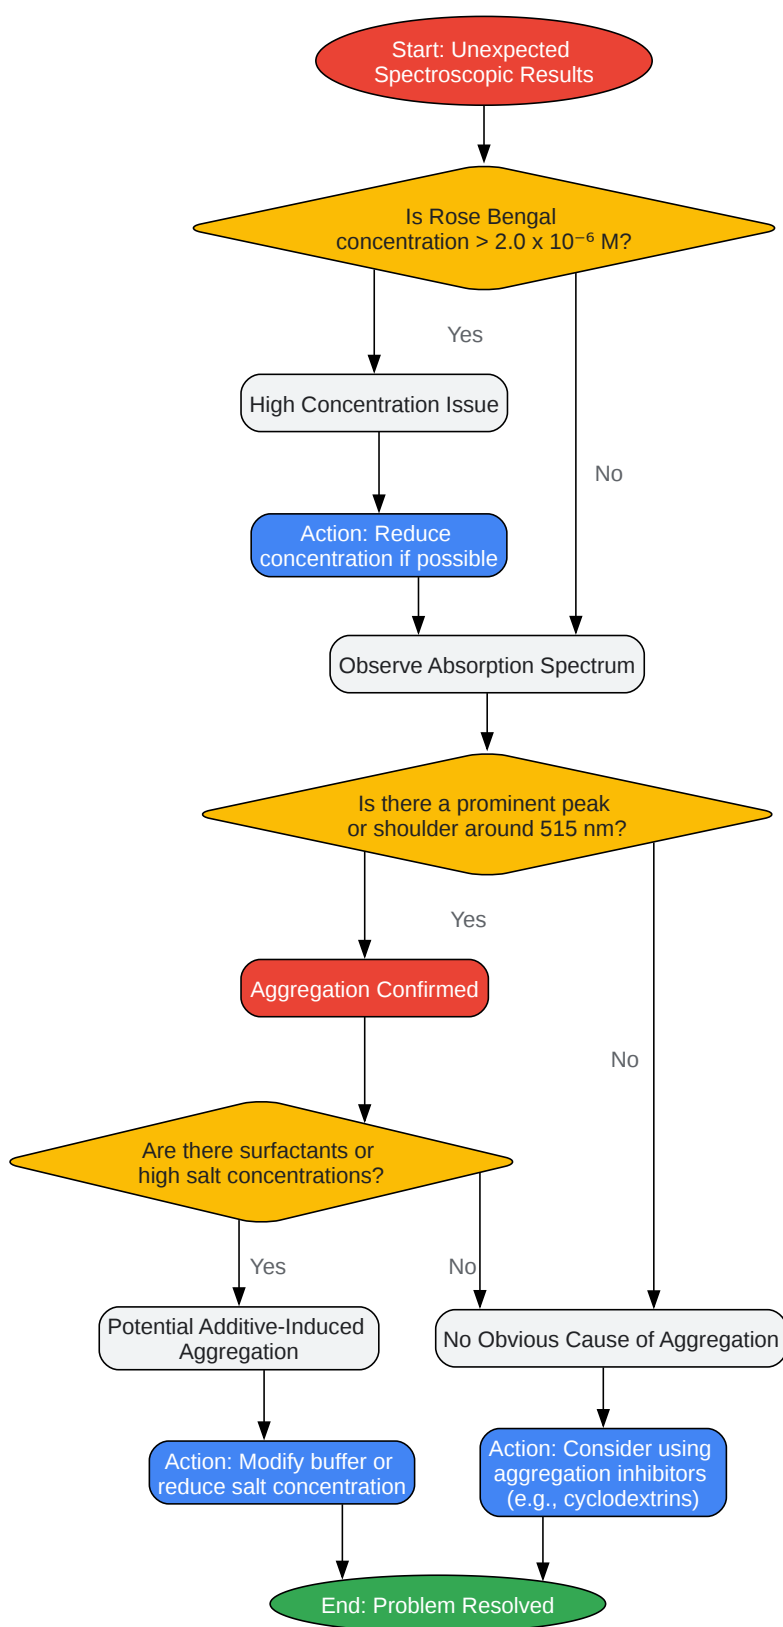 Start: Unexpected
Spectroscopic Results
Is Rose Bengal
concentration > 2.0 x 10⁻⁶ M?
Yes
High Concentration Issue
No
Action: Reduce
concentration if possible
Observe Absorption Spectrum
Is there a prominent peak
or shoulder around 515 nm?
Yes
Aggregation Confirmed
No
Are there surfactants or
high salt concentrations?
Yes
No
Potential Additive-Induced
Aggregation
No Obvious Cause of Aggregation
Action: Modify buffer or
reduce salt concentration
Action: Consider using
aggregation inhibitors
(e.g., cyclodextrins)
End: Problem Resolved